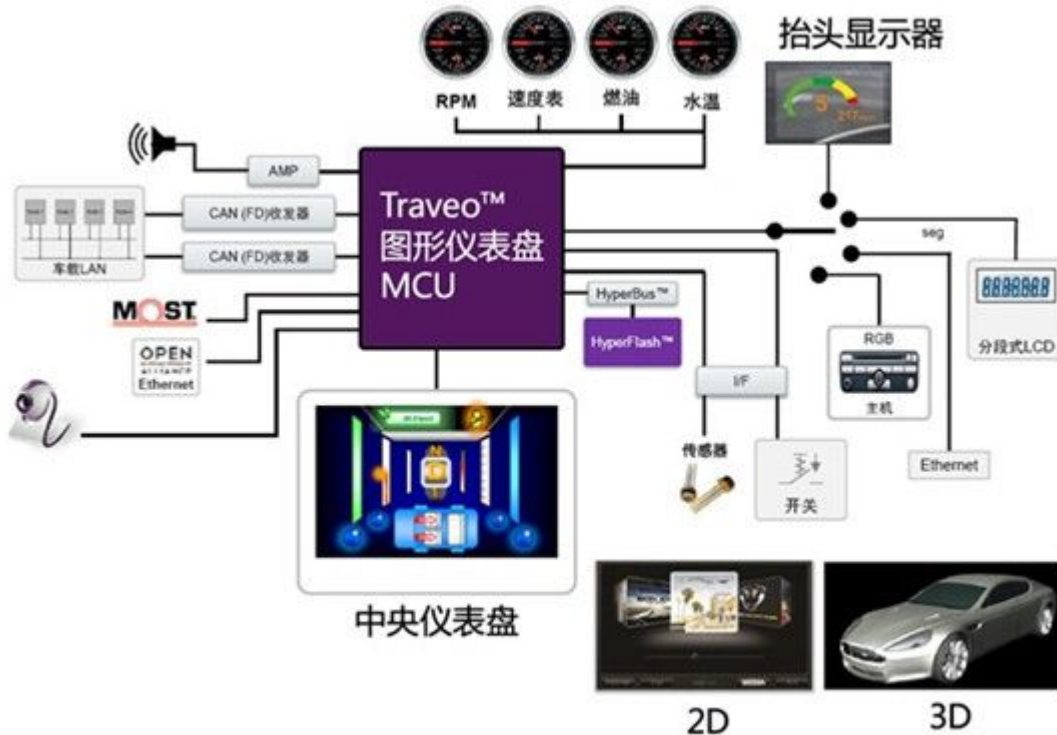 抬头显示器
RPM
速度表
燃油
水温
AMP
CAN (FD)收发器
CAN (FD)收发器
车载LAN
Traveo™
图形仪表盘
MCU
MOST
OPEN
ALLIANCE
Ethernet
HyperBus™
HyperFlash™
seg
分段式LCD
RGB
主机
I/F
传感器
开关
Ethernet
中央仪表盘
2D
3D